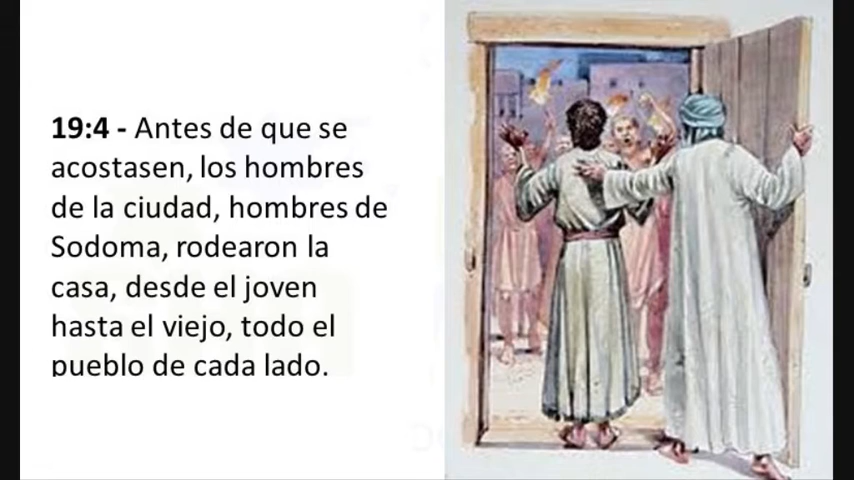 19:4 - Antes de que se
acostasen, los hombres
de la ciudad, hombres de
Sodoma, rodearon la
casa, desde el joven
hasta el viejo, todo el
pueblo de cada lado.